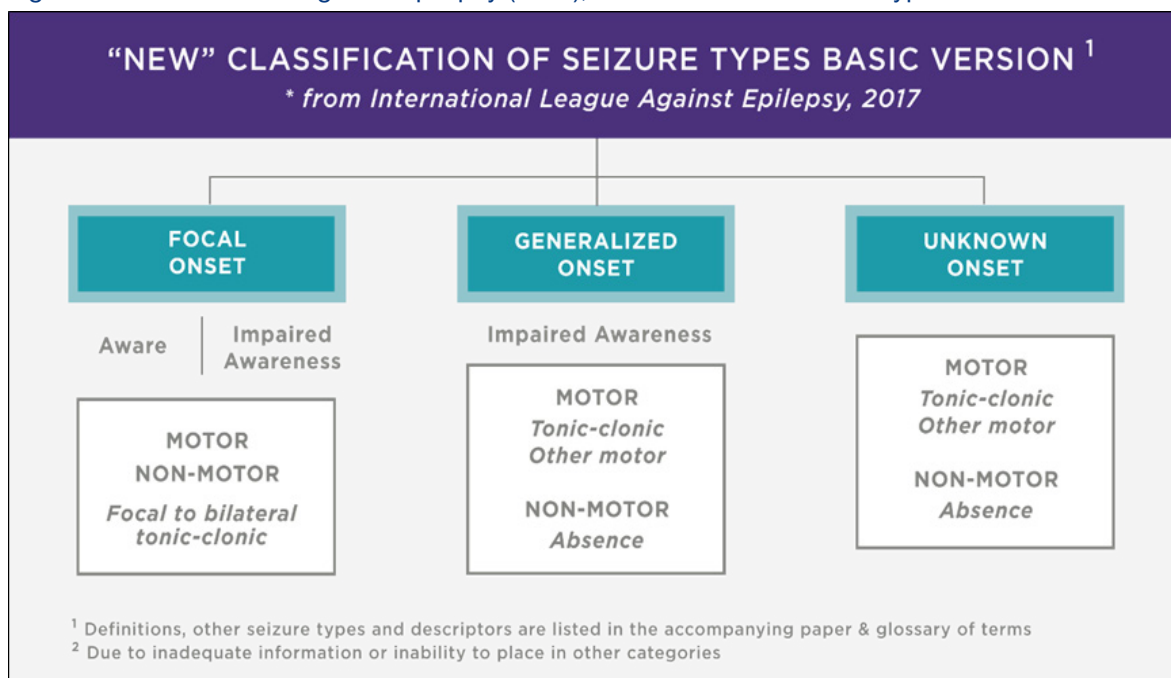 "NEW" CLASSIFICATION OF SEIZURE TYPES BASIC VERSION 1
* from International League Against Epilepsy, 2017
FOCAL
ONSET
Aware
Impaired
Awareness
MOTOR
NON-MOTOR
Focal to bilateral
tonic-clonic
GENERALIZED
ONSET
Impaired Awareness
MOTOR
Tonic-clonic
Other motor
NON-MOTOR
Absence
UNKNOWN
ONSET
MOTOR
Tonic-clonic
Other motor
NON-MOTOR
Absence
1 Definitions, other seizure types and descriptors are listed in the accompanying paper & glossary of terms
2 Due to inadequate information or inability to place in other categories